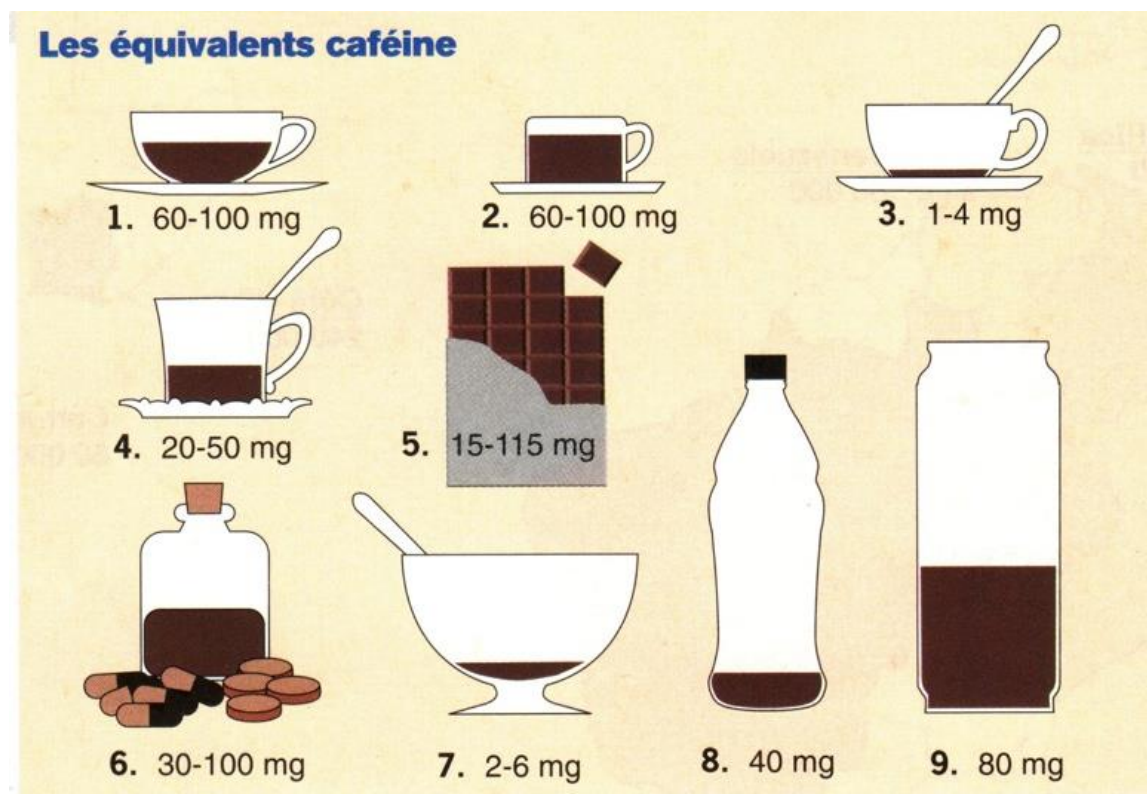 Les équivalents caféine
1. 60-100 mg
2. 60-100 mg
3. 1-4 mg
4. 20-50 mg
5. 15-115 mg
6. 30-100 mg
7. 2-6 mg
8. 40 mg
9. 80 mg